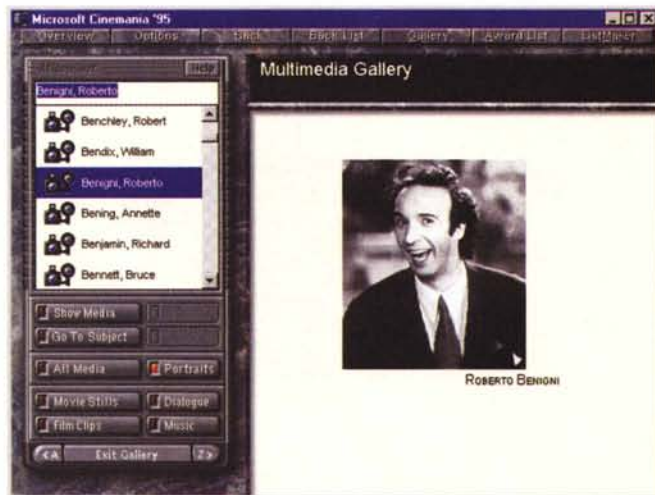 Microsoft Cinemania '95
Overview Options Back Back List Gallery Award List ListMaker
Help
Benigni, Roberto
Benchley, Robert
Bendix, William
Benigni, Roberto
Bening, Annette
Benjamin, Richard
Bennett, Bruce
Show Media
Go To Subject
All Media Portraits
Movie Stills Dialogue
Film Clips Music
<A Exit Gallery Z>
Multimedia Gallery
ROBERTO BENIGNI